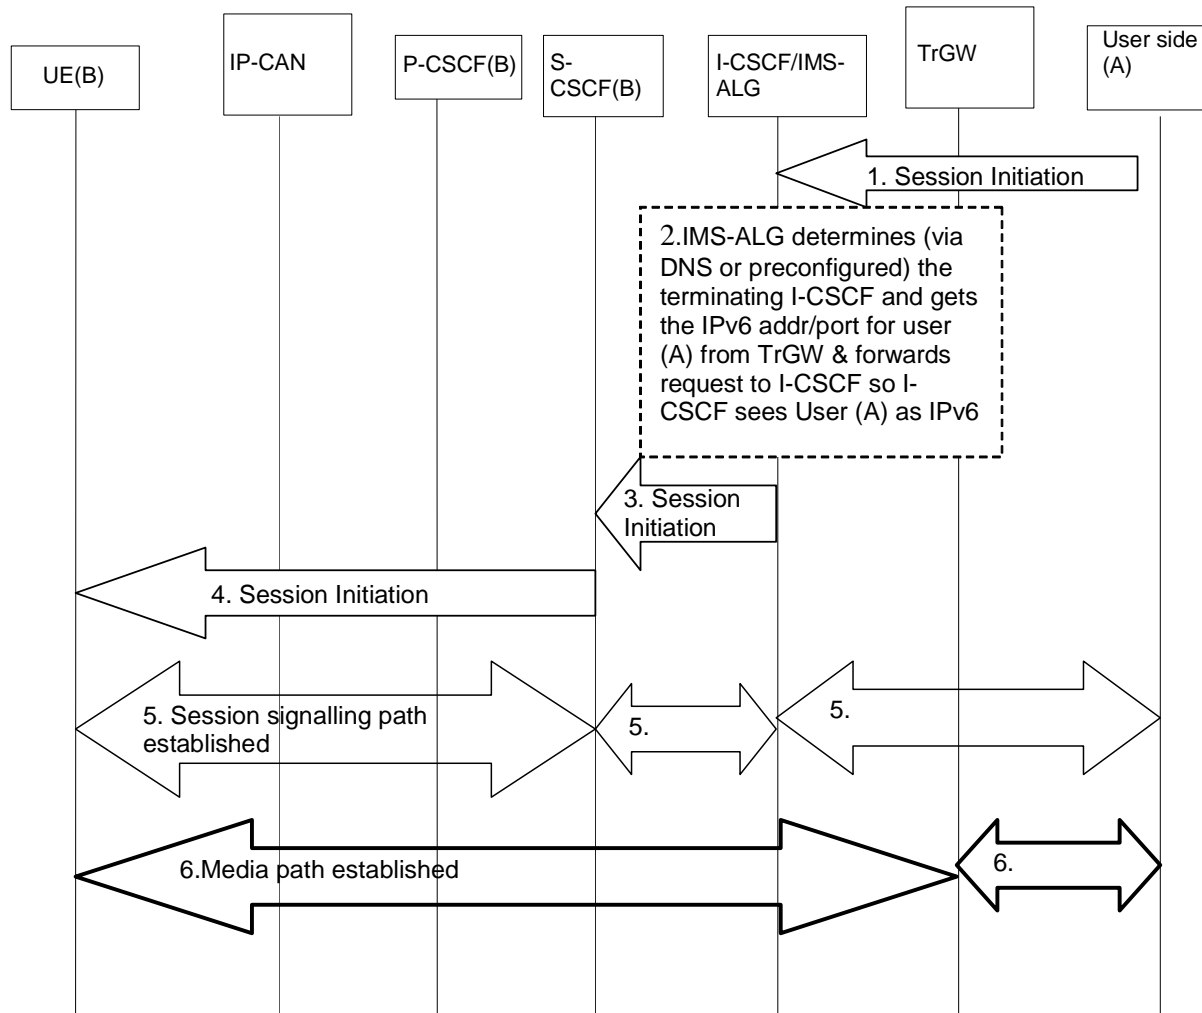 UE(B)
IP-CAN
P-CSCF(B)
S-
CSCF(B)
I-CSCF/IMS-
ALG
TrGW
User side
(A)
1. Session Initiation
2.IMS-ALG determines (via
DNS or preconfigured) the
terminating I-CSCF and gets
the IPv6 addr/port for user
(A) from TrGW & forwards
request to I-CSCF so I-
CSCF sees User (A) as IPv6
3. Session
Initiation
4. Session Initiation
5. Session signalling path
established
5.
5.
6.Media path established
6.